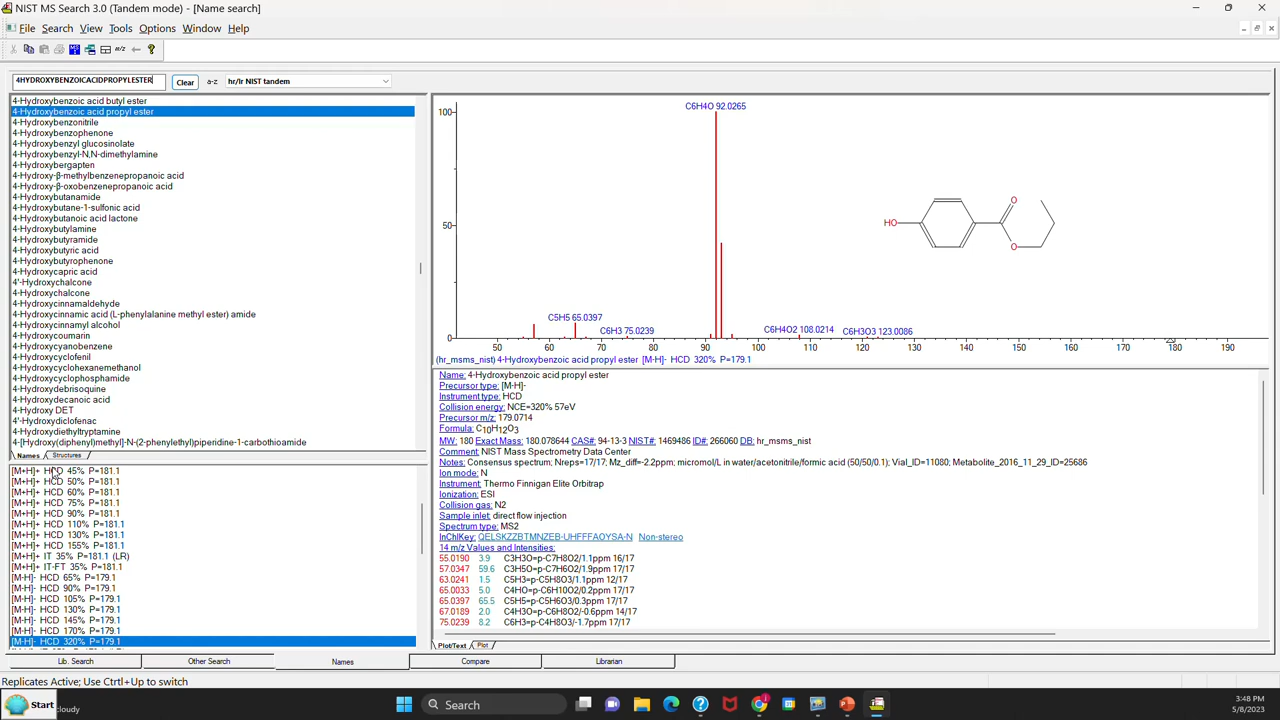 NIST MS Search 3.0 (Tandem mode) - [Name search]
File Search View Tools Options Window Help
4HYDROXYBENZOICACIDPROPYLESTER Clear a-z hr/lr NIST tandem
4-Hydroxybenzoic acid butyl ester
4-Hydroxybenzoic acid propyl ester
4-Hydroxybenzonitrile
4-Hydroxybenzophenone
4-Hydroxybenzyl glucosinolate
4-Hydroxybenzyl-N,N-dimethylamine
4-Hydroxybergapten
4-Hydroxy-β-methylbenzenepropanoic acid
4-Hydroxy-β-oxobenzenepropanoic acid
4-Hydroxybutanamide
4-Hydroxybutane-1-sulfonic acid
4-Hydroxybutanoic acid lactone
4-Hydroxybutylamine
4-Hydroxybutyramide
4-Hydroxybutyric acid
4-Hydroxybutyrophenone
4-Hydroxycapric acid
4'-Hydroxychalcone
4-Hydroxychalcone
4-Hydroxycinnamaldehyde
4-Hydroxycinnamic acid (L-phenylalanine methyl ester) amide
4-Hydroxycinnamyl alcohol
4-Hydroxycoumarin
4-Hydroxycyanobenzene
4-Hydroxycyclofenil
4-Hydroxycyclohexanemethanol
4-Hydroxycyclophosphamide
4-Hydroxydebrisoquine
4-Hydroxydecanoic acid
4-Hydroxy DET
4'-Hydroxydiclofenac
4-Hydroxydiethyltryptamine
4-[Hydroxy(diphenyl)methyl]-N-(2-phenylethyl)piperidine-1-carbothioamide
Names Structures
[M+H]+ HCD 45% P=181.1
[M+H]+ HCD 50% P=181.1
[M+H]+ HCD 60% P=181.1
[M+H]+ HCD 75% P=181.1
[M+H]+ HCD 90% P=181.1
[M+H]+ HCD 110% P=181.1
[M+H]+ HCD 130% P=181.1
[M+H]+ HCD 155% P=181.1
[M+H]+ IT 35% P=181.1 (LR)
[M+H]+ IT-FT 35% P=181.1
[M-H]- HCD 65% P=179.1
[M-H]- HCD 90% P=179.1
[M-H]- HCD 105% P=179.1
[M-H]- HCD 130% P=179.1
[M-H]- HCD 145% P=179.1
[M-H]- HCD 170% P=179.1
[M-H]- HCD 320% P=179.1
C6H4O 92.0265
100
50
0
C5H5 65.0397
C6H3 75.0239
C6H4O2 108.0214
C6H3O3 123.0086
HO O O
50 60 70 80 90 100 110 120 130 140 150 160 170 180 190
(hr_msms_nist) 4-Hydroxybenzoic acid propyl ester [M-H]- HCD 320% P=179.1
Name: 4-Hydroxybenzoic acid propyl ester
Precursor type: [M-H]-
Instrument type: HCD
Collision energy: NCE=320% 57eV
Precursor m/z: 179.0714
Formula: C10H12O3
MW: 180 Exact Mass: 180.078644 CAS#: 94-13-3 NIST#: 1469486 ID#: 266060 DB: hr_msms_nist
Comment: NIST Mass Spectrometry Data Center
Notes: Consensus spectrum; Nreps=17/17; Mz_diff=-2.2ppm; micromol/L in water/acetonitrile/formic acid (50/50/0.1); Vial_ID=11080; Metabolite_2016_11_29_ID=25686
Ion mode: N
Instrument: Thermo Finnigan Elite Orbitrap
Ionization: ESI
Collision gas: N2
Sample inlet: direct flow injection
Spectrum type: MS2
InChIKey: QELSKZZBTMNZEB-UHFFFAOYSA-N Non-stereo
14 m/z Values and Intensities:
55.0190 3.9 C3H3O=p-C7H8O2/1.1ppm 16/17
57.0347 59.6 C3H5O=p-C7H6O2/1.9ppm 17/17
63.0241 1.5 C5H3=p-C5H8O3/1.1ppm 12/17
65.0033 5.0 C4HO=p-C6H10O2/0.2ppm 17/17
65.0397 65.5 C5H5=p-C5H6O3/0.3ppm 17/17
67.0189 2.0 C4H3O=p-C6H8O2/-0.6ppm 14/17
75.0239 8.2 C6H3=p-C4H8O3/-1.7ppm 17/17
Plot/Text Plot
Lib. Search Other Search Names Compare Librarian
Replicates Active; Use Ctrl+Up to switch
Start Search 3:48 PM
5/8/2023